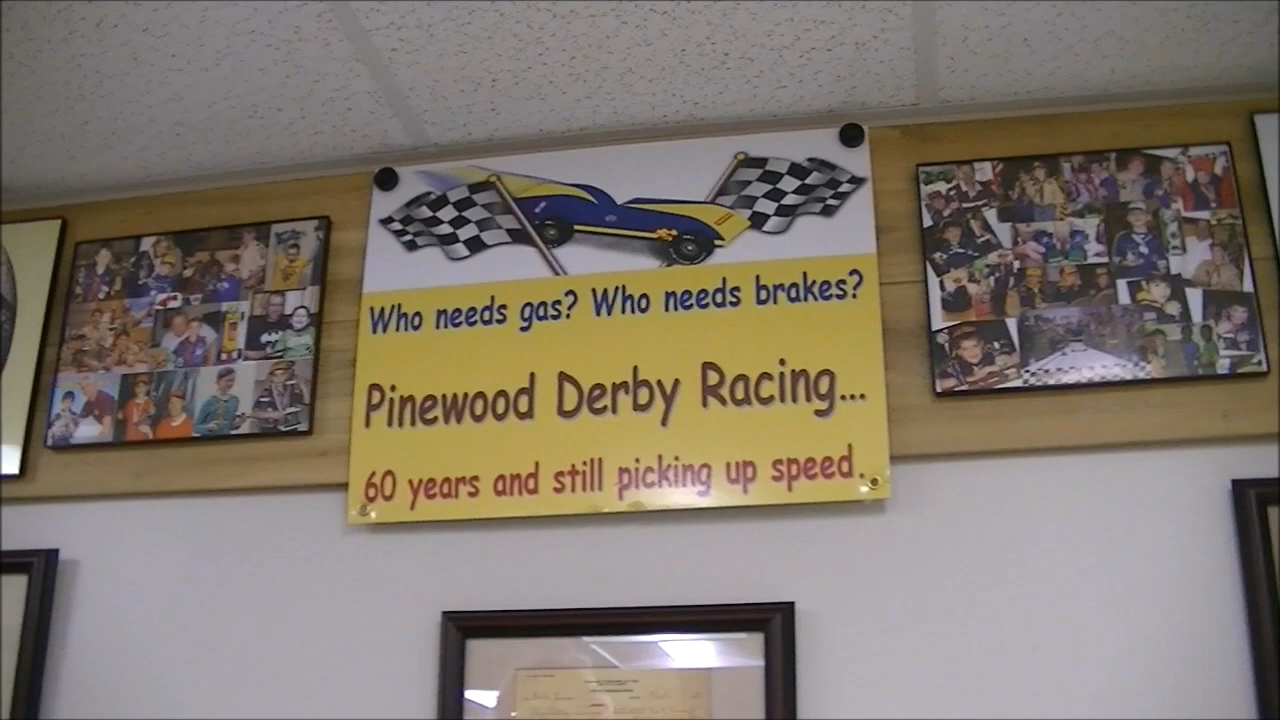 Who needs gas? Who needs brakes?
Pinewood Derby Racing...
60 years and still picking up speed.